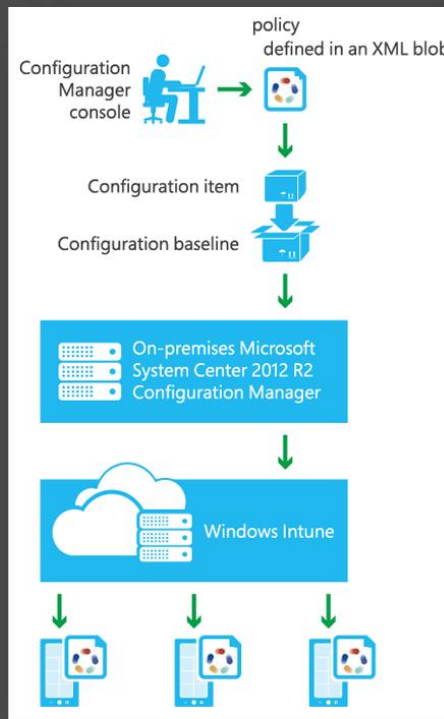 policy
defined in an XML blob
Configuration
Manager
console
Configuration item
Configuration baseline
On-premises Microsoft
System Center 2012 R2
Configuration Manager
Windows Intune